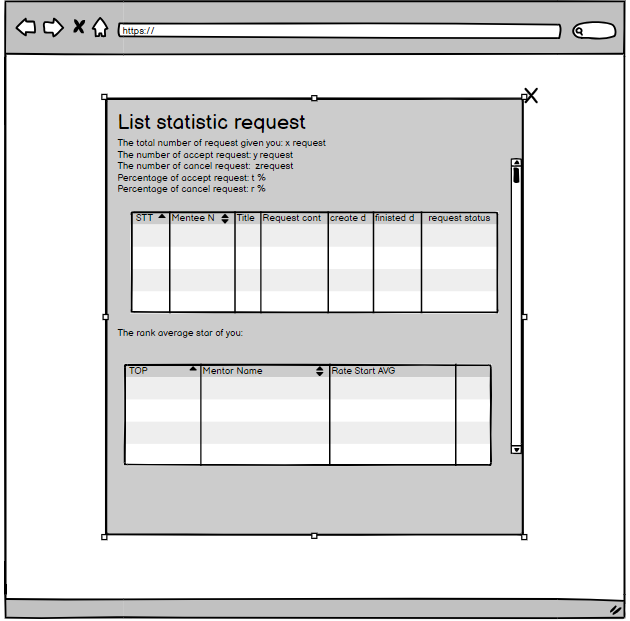 https://
List statistic request
The total number of request given you: x request
The number of accept request: y request
The number of cancel request: zrequest
Percentage of accept request: t %
Percentage of cancel request: r %
STT Mentee N Title Request cont create d finisted d request status
The rank average star of you:
TOP Mentor Name Rate Start AVG